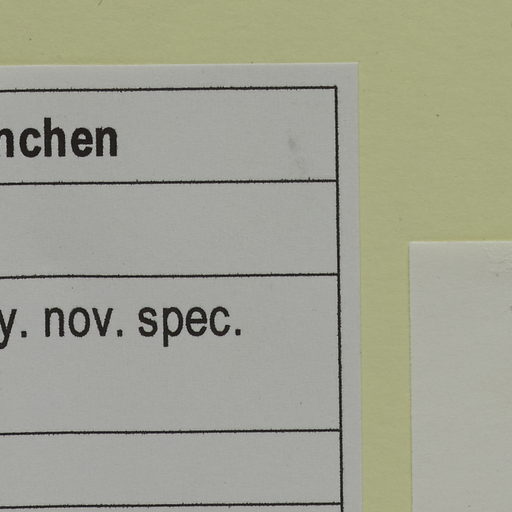 nchen
y. nov. spec.